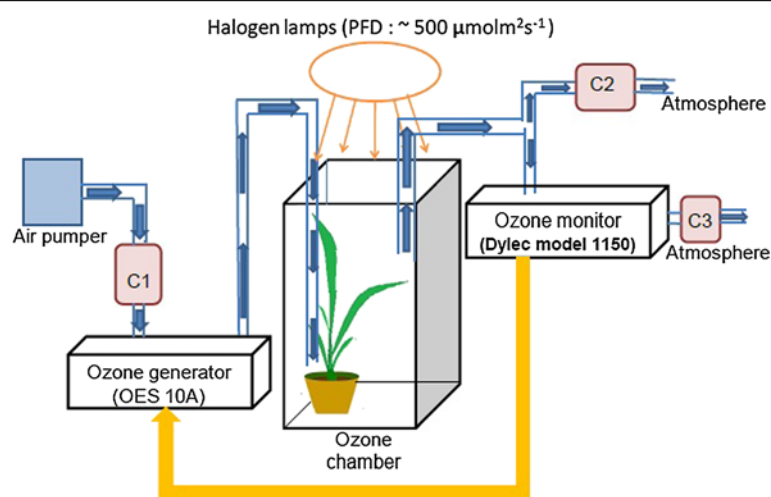 Halogen lamps (PFD : ~ 500 µmolm²s⁻¹)
C2
Atmosphere
Air pumper
C1
Ozone monitor
(Dylec model 1150)
C3
Atmosphere
Ozone generator
(OES 10A)
Ozone
chamber